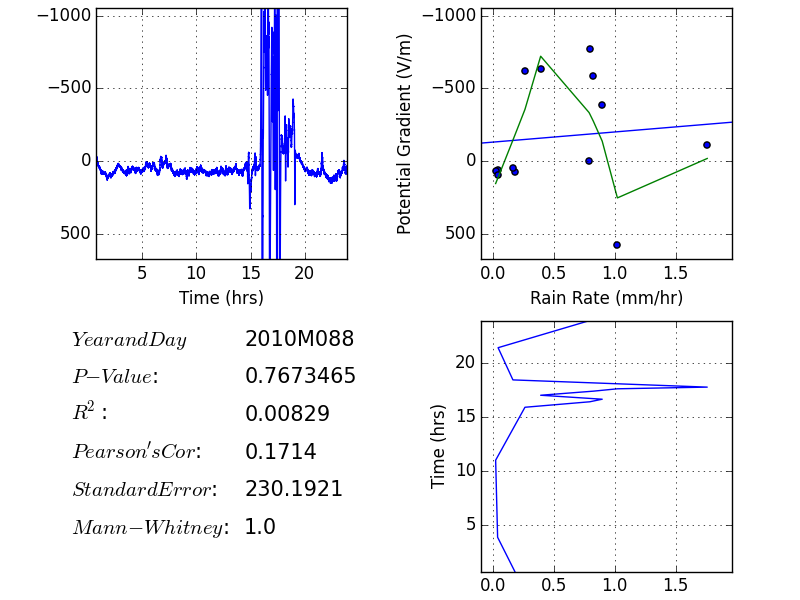 −1000
−500
0
500
5 10 15 20
Time (hrs)
−1000
−500
0
500
Potential Gradient (V/m)
0.0 0.5 1.0 1.5
Rain Rate (mm/hr)
YearandDay 2010M088
P−Value: 0.7673465
R²: 0.00829
Pearson'sCor: 0.1714
StandardError: 230.1921
Mann−Whitney: 1.0
20
15
10
5
Time (hrs)
0.0 0.5 1.0 1.5